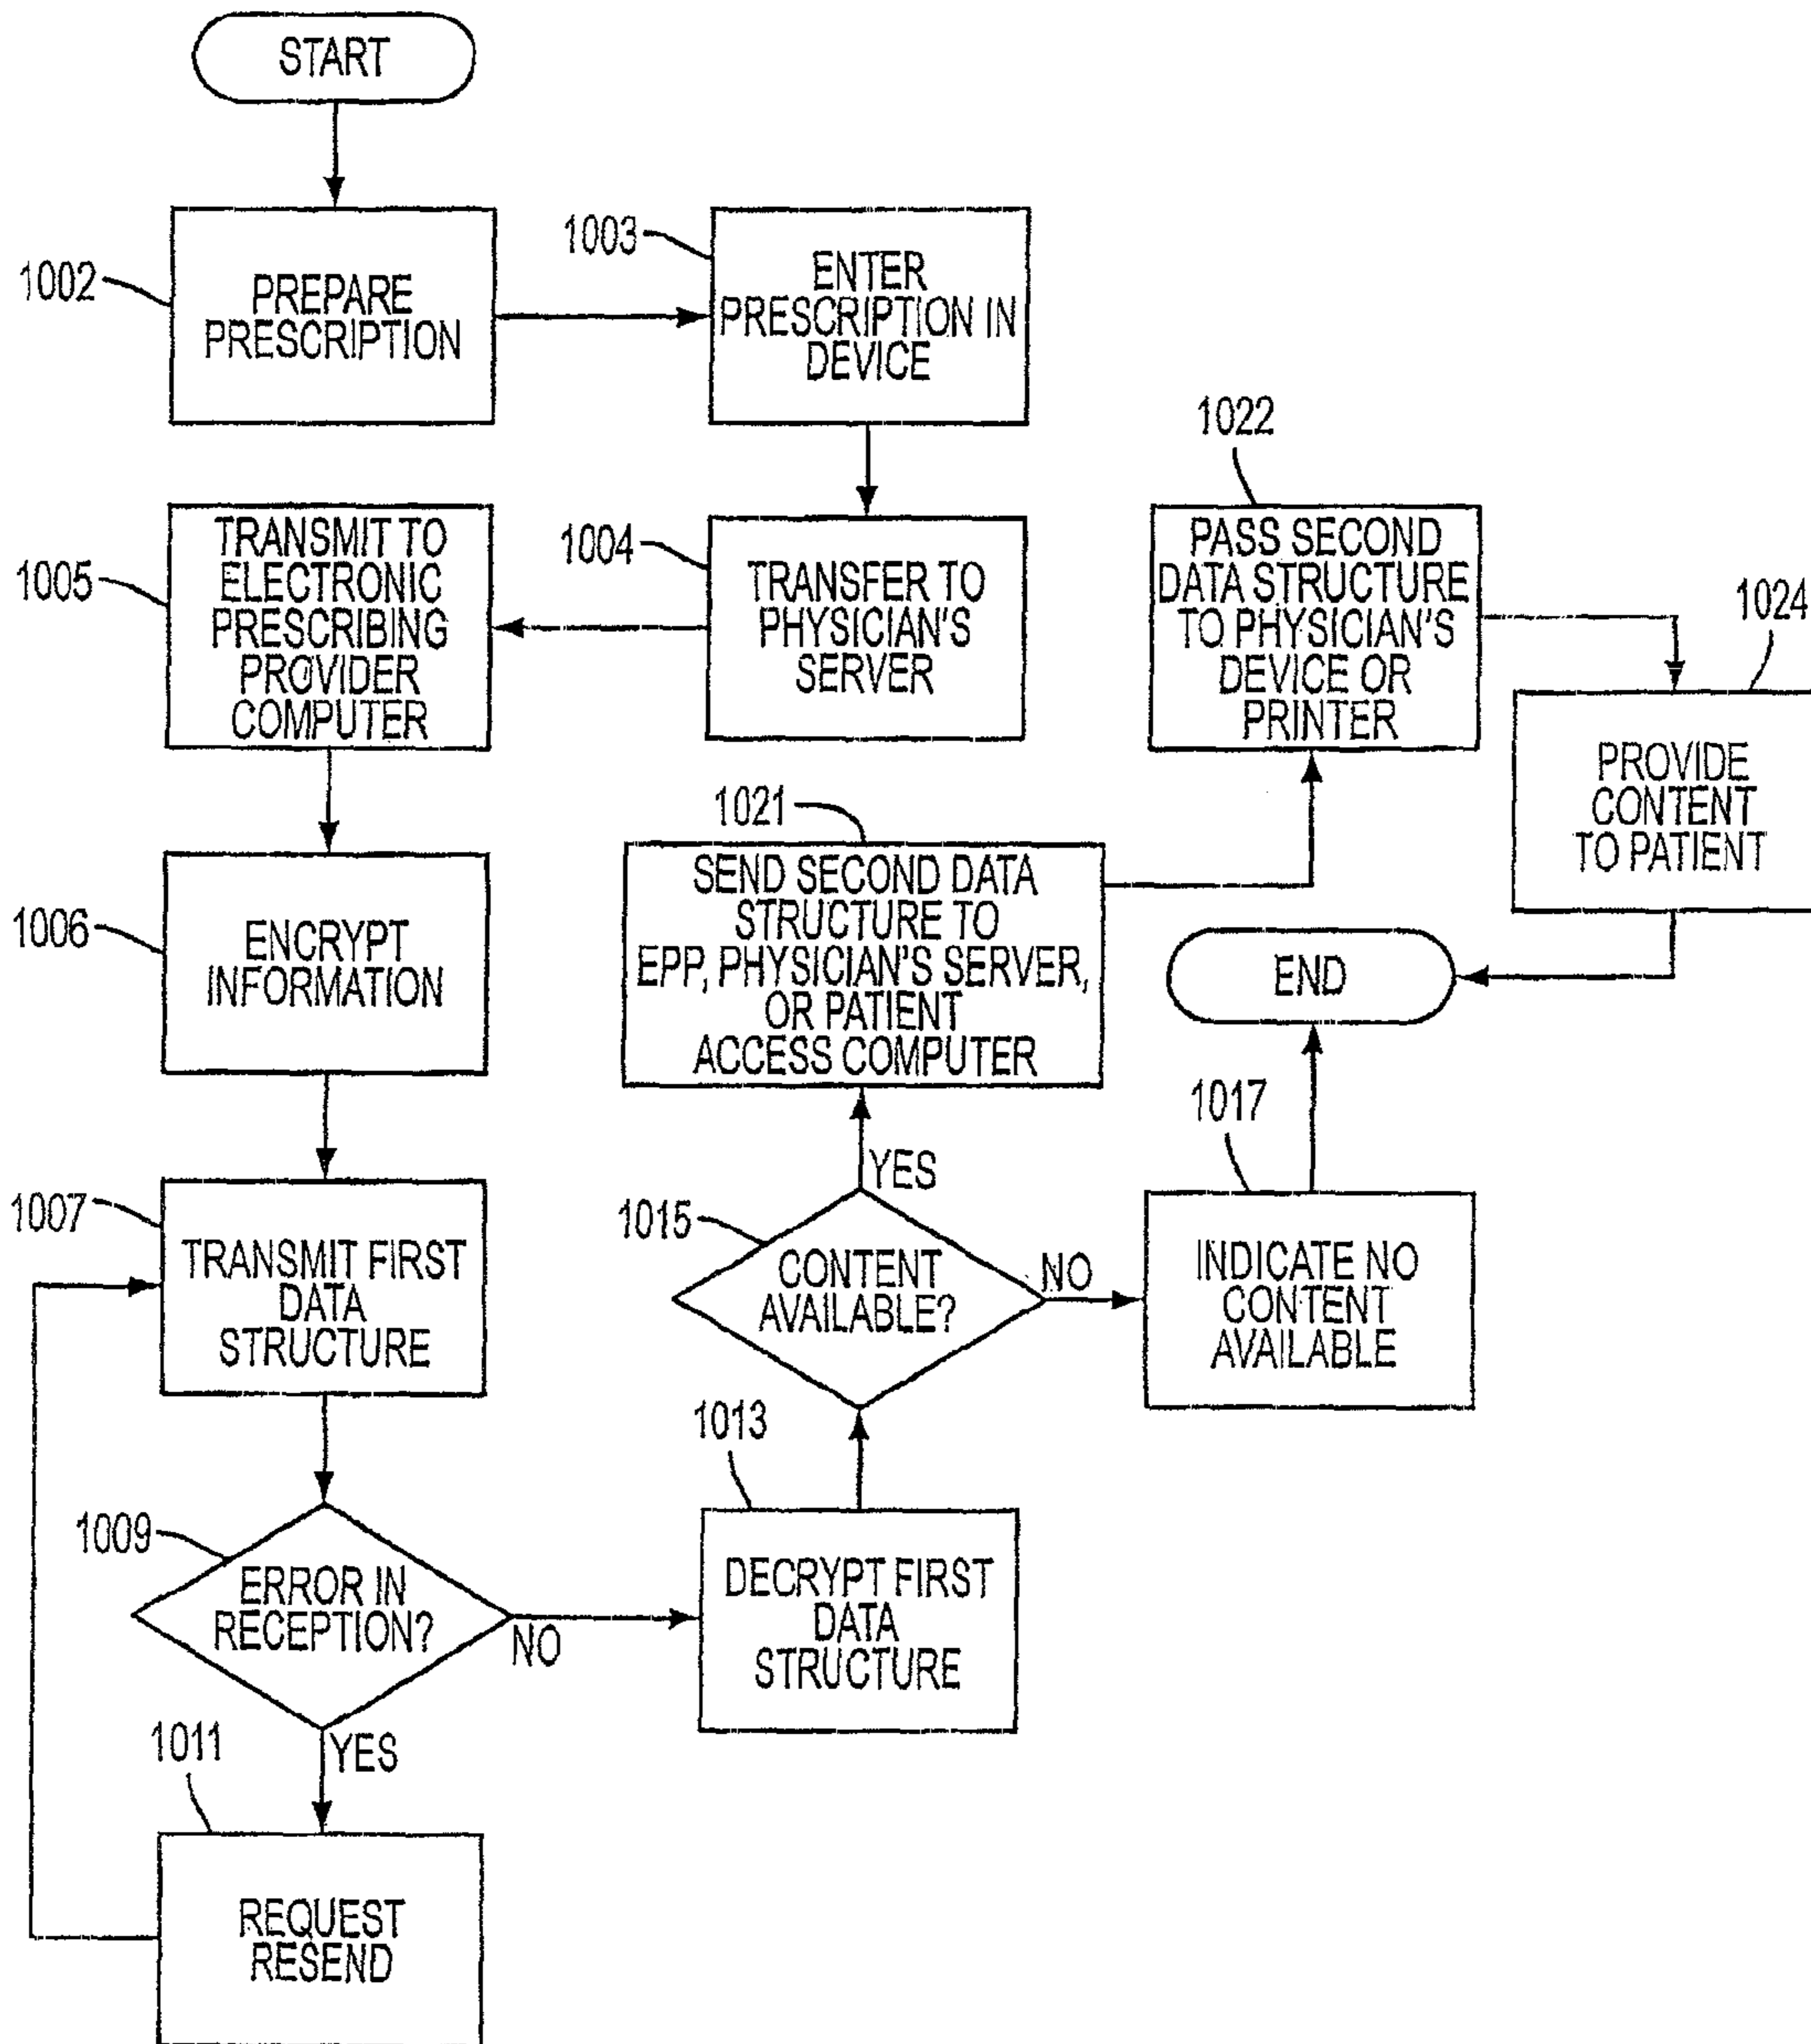 START
1002
PREPARE
PRESCRIPTION
1003
ENTER
PRESCRIPTION IN
DEVICE
1004
TRANSFER TO
PHYSICIAN'S
SERVER
1005
TRANSMIT TO
ELECTRONIC
PRESCRIBING
PROVIDER
COMPUTER
1006
ENCRYPT
INFORMATION
1007
TRANSMIT FIRST
DATA
STRUCTURE
1009
ERROR IN
RECEPTION?
NO
YES
1011
REQUEST
RESEND
1013
DECRYPT FIRST
DATA
STRUCTURE
1015
CONTENT
AVAILABLE?
YES
NO
1017
INDICATE NO
CONTENT
AVAILABLE
1021
SEND SECOND DATA
STRUCTURE TO
EPP, PHYSICIAN'S SERVER,
OR PATIENT
ACCESS COMPUTER
1022
PASS SECOND
DATA STRUCTURE
TO PHYSICIAN'S
DEVICE OR
PRINTER
1024
PROVIDE
CONTENT
TO PATIENT
END